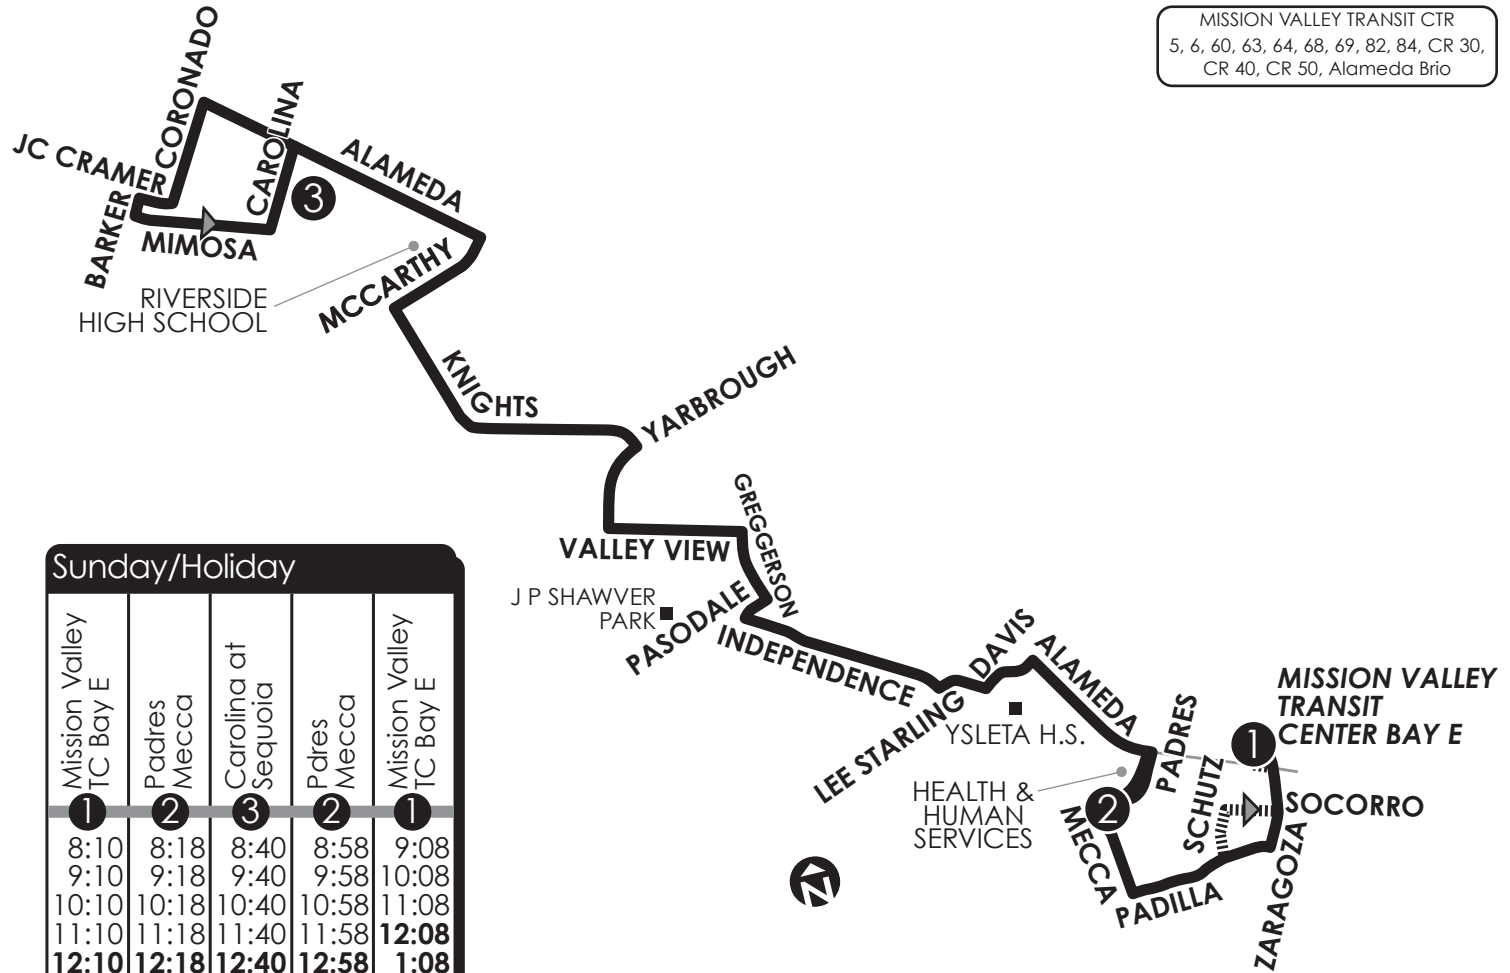 MISSION VALLEY TRANSIT CTR
5, 6, 60, 63, 64, 68, 69, 82, 84, CR 30,
CR 40, CR 50, Alameda Brio
CORONADO
CAROLINA
JC CRAMER
ALAMEDA
3
BARKER
MIMOSA
MCCARTHY
RIVERSIDE
HIGH SCHOOL
KNIGHTS
YARBROUGH
GREGGERSON
VALLEY VIEW
J P SHAWVER
PARK
PASODALE
INDEPENDENCE
DAVIS
ALAMEDA
LEE STARLING
YSLETA H.S.
PADRES
MISSION VALLEY
TRANSIT
CENTER BAY E
1
HEALTH &
HUMAN
SERVICES
2
SCHUTZ
SOCORRO
MECCA
PADILLA
ZARAGOZA
N
Sunday/Holiday
Mission Valley
TC Bay E
Padres
Mecca
Carolina at
Sequoia
Pdres
Mecca
Mission Valley
TC Bay E
1 2 3 2 1
8:10 8:18 8:40 8:58 9:08
9:10 9:18 9:40 9:58 10:08
10:10 10:18 10:40 10:58 11:08
11:10 11:18 11:40 11:58 12:08
12:10 12:18 12:40 12:58 1:08